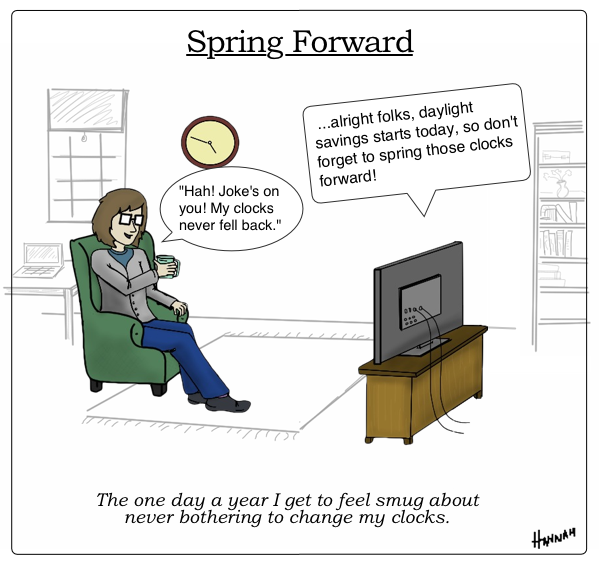 Spring Forward
...alright folks, daylight
savings starts today, so don't
forget to spring those clocks
forward!
"Hah! Joke's on
you! My clocks
never fell back."
The one day a year I get to feel smug about
never bothering to change my clocks.
HANNAH